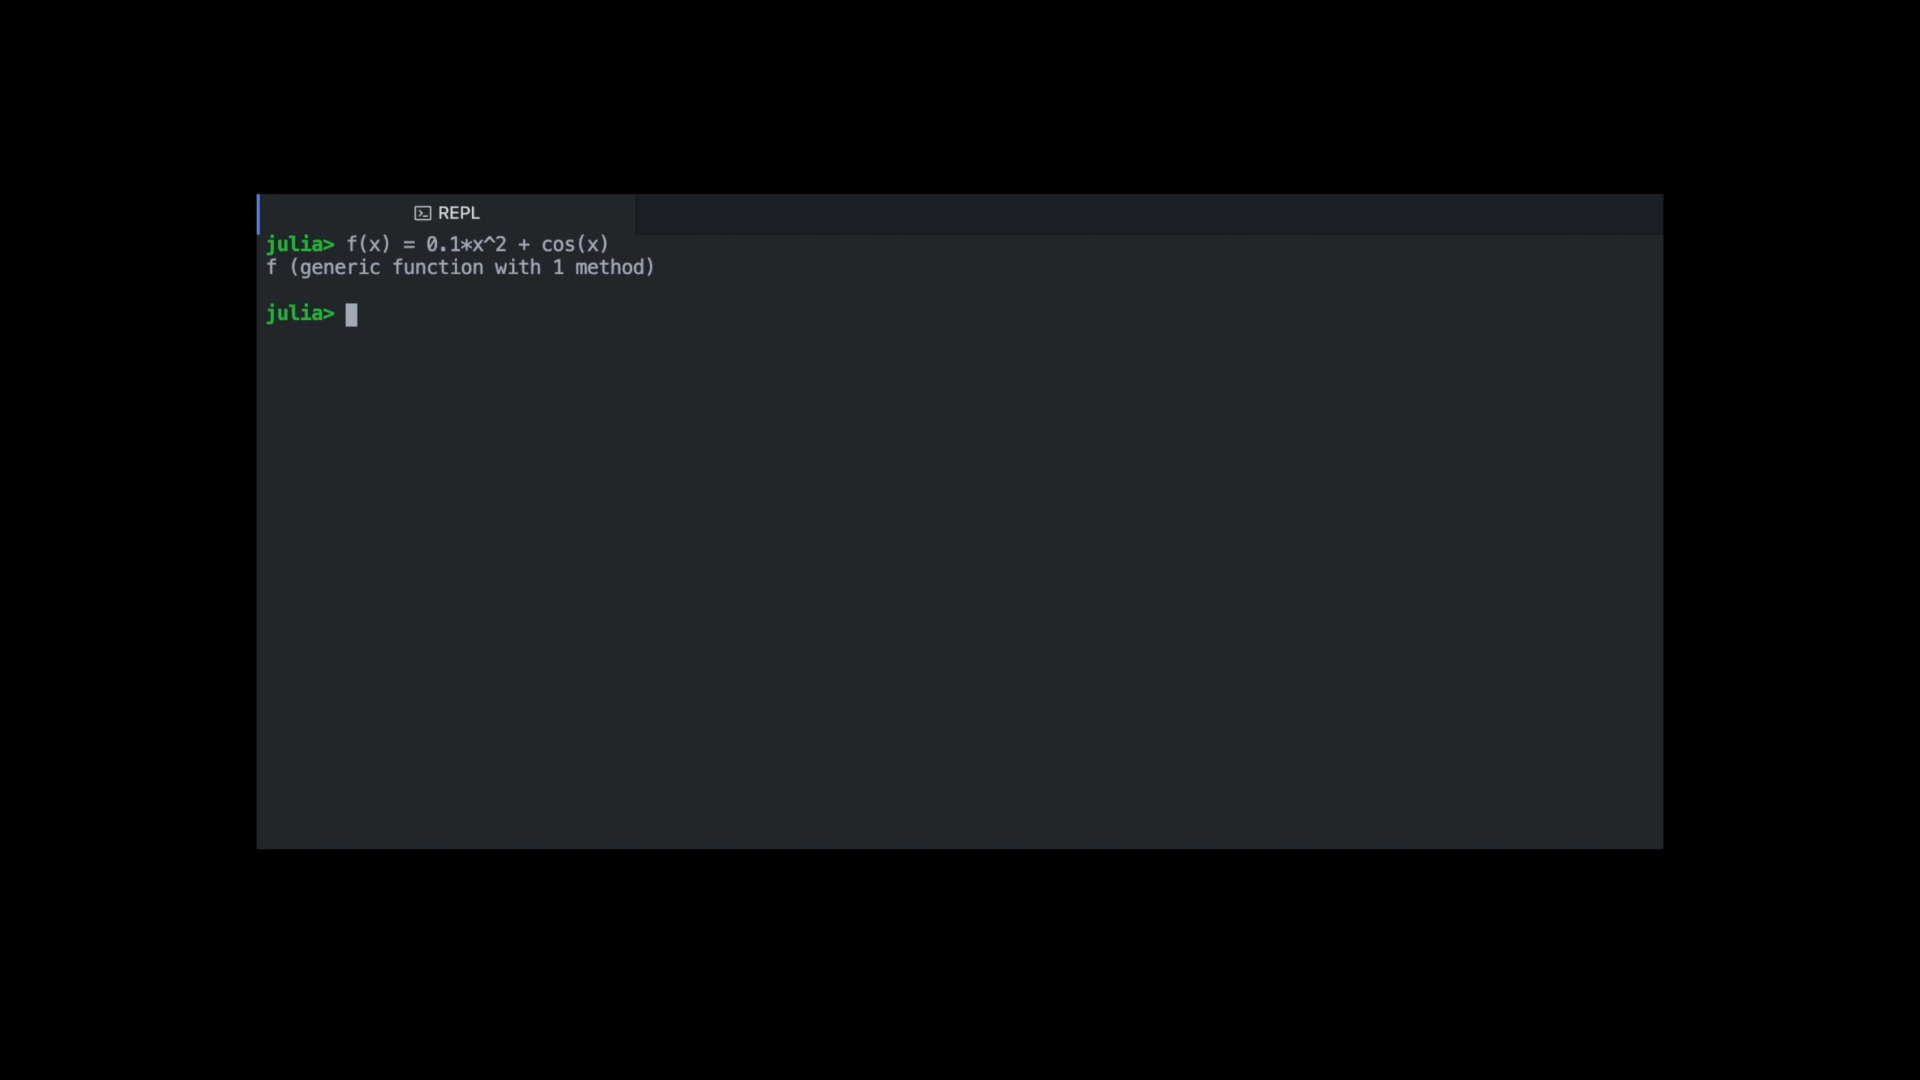 REPL
julia> f(x) = 0.1*x^2 + cos(x)
f (generic function with 1 method)
julia>